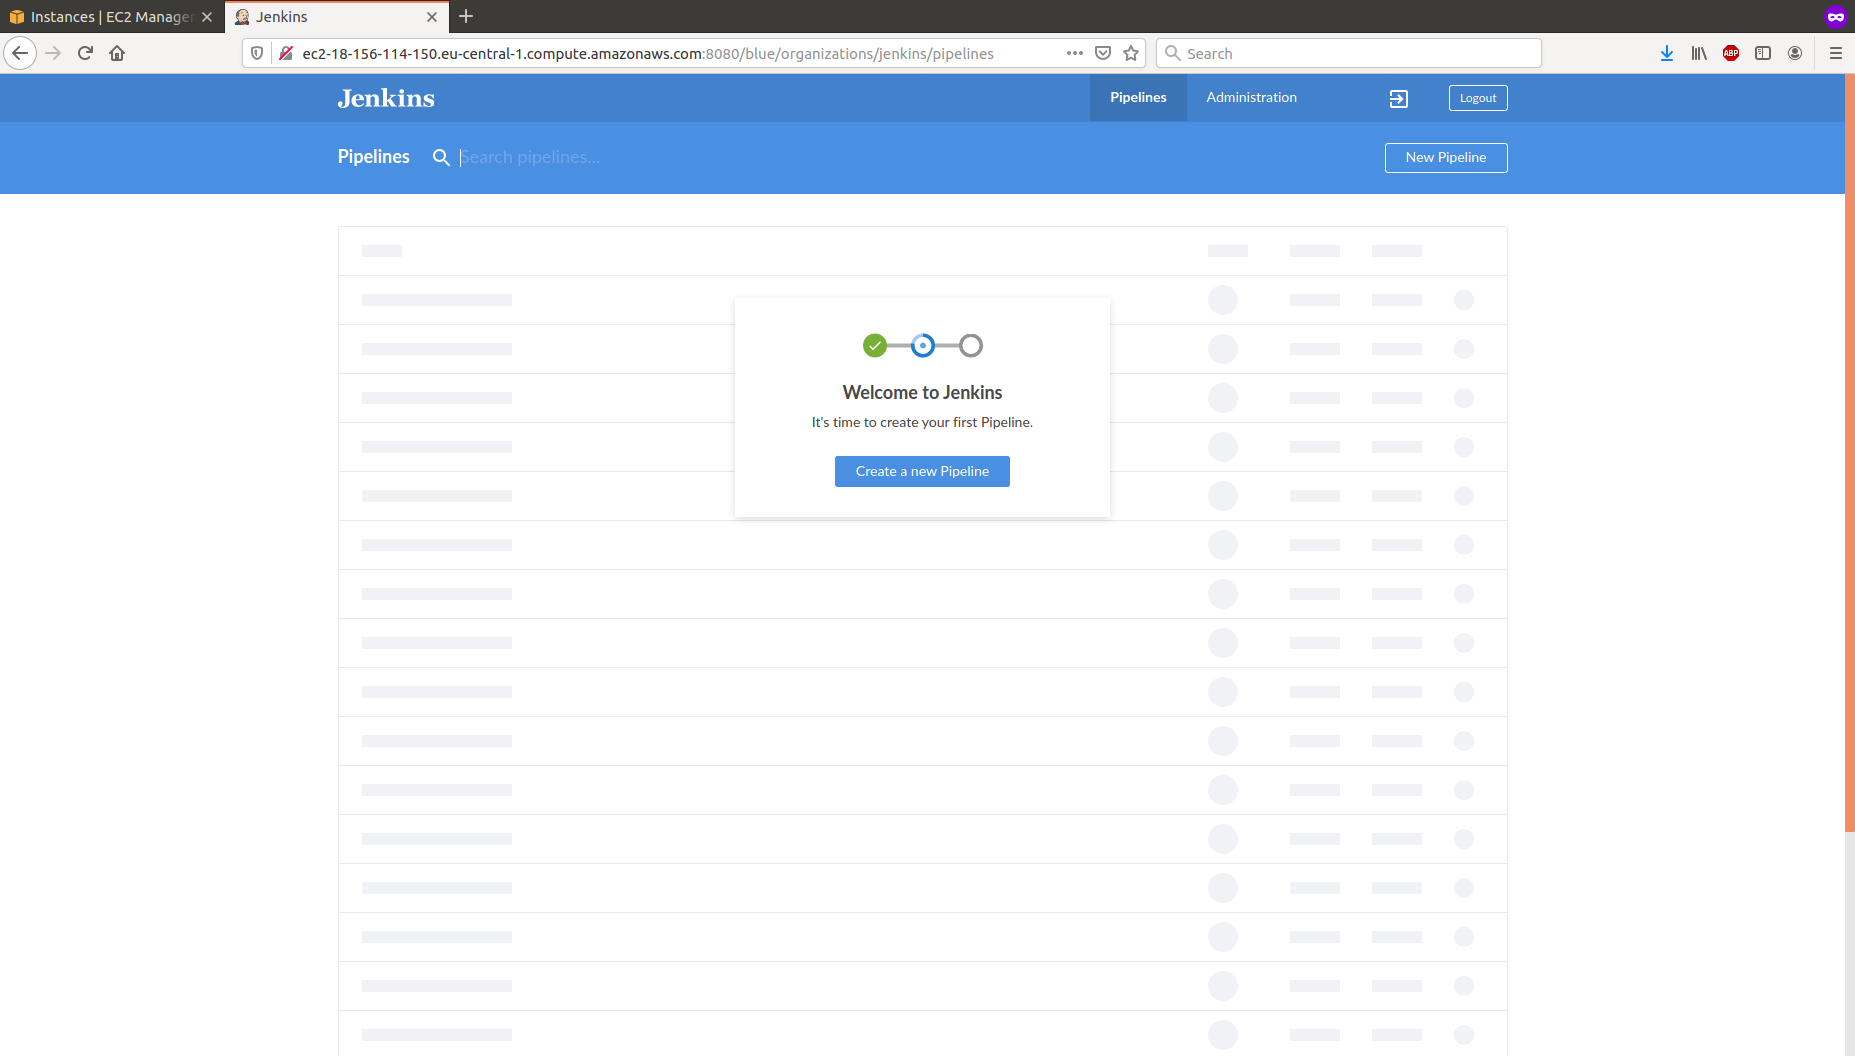 Instances | EC2 Manager
Jenkins
ec2-18-156-114-150.eu-central-1.compute.amazonaws.com:8080/blue/organizations/jenkins/pipelines
Search
ABP
Jenkins
Pipelines
Administration
Logout
Pipelines
Search pipelines...
New Pipeline
Welcome to Jenkins
It's time to create your first Pipeline.
Create a new Pipeline